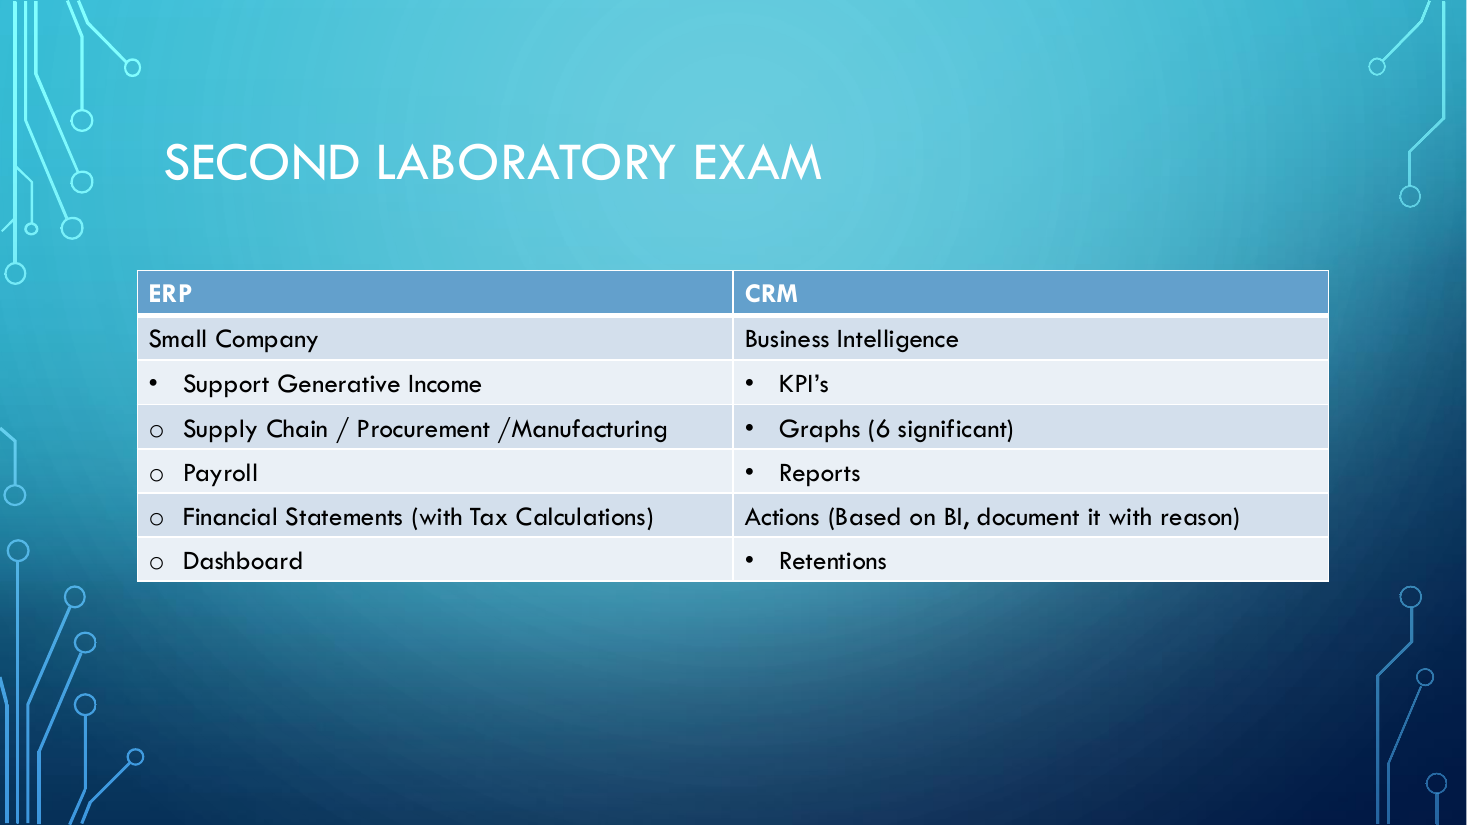 SECOND LABORATORY EXAM
ERP
CRM
Small Company
Business Intelligence
• Support Generative Income
• KPI’s
o Supply Chain / Procurement /Manufacturing
• Graphs (6 significant)
o Payroll
• Reports
o Financial Statements (with Tax Calculations)
Actions (Based on BI, document it with reason)
o Dashboard
• Retentions